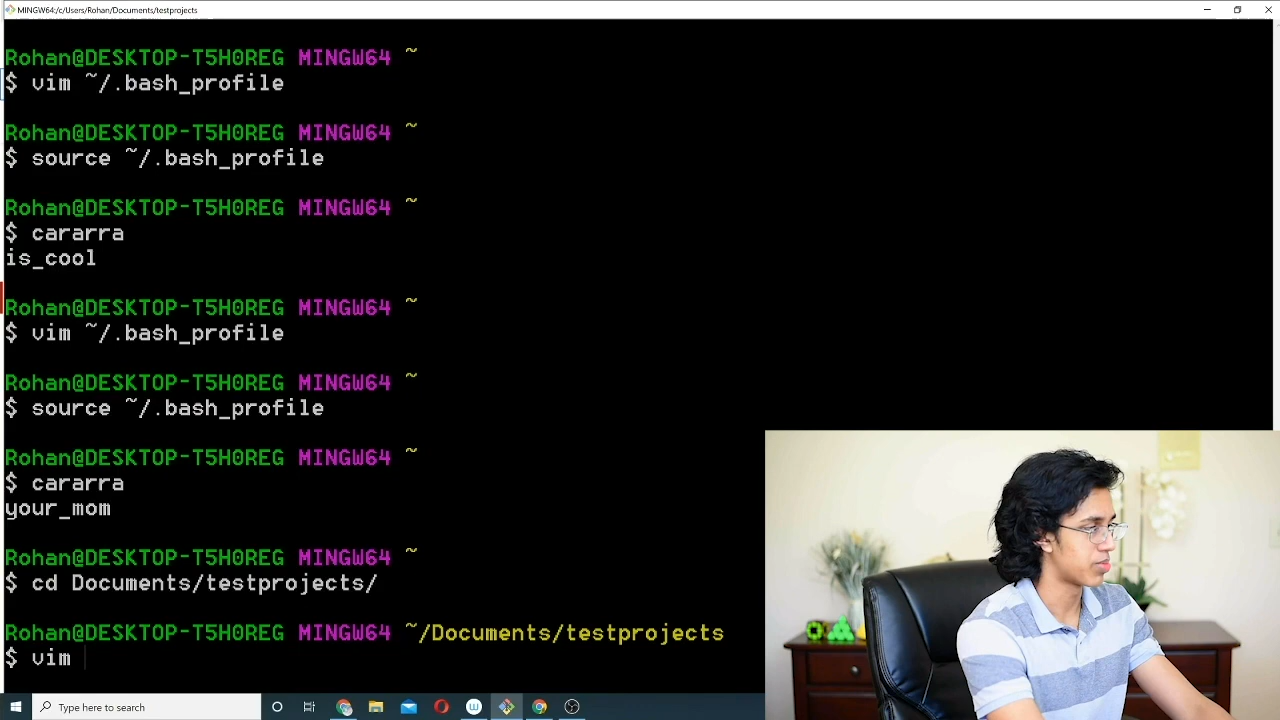 MINGW64:/c/Users/Rohan/Documents/testprojects
Rohan@DESKTOP-T5H0REG MINGW64 ~
$ vim ~/.bash_profile
Rohan@DESKTOP-T5H0REG MINGW64 ~
$ source ~/.bash_profile
Rohan@DESKTOP-T5H0REG MINGW64 ~
$ cararra
is_cool
Rohan@DESKTOP-T5H0REG MINGW64 ~
$ vim ~/.bash_profile
Rohan@DESKTOP-T5H0REG MINGW64 ~
$ source ~/.bash_profile
Rohan@DESKTOP-T5H0REG MINGW64 ~
$ cararra
your_mom
Rohan@DESKTOP-T5H0REG MINGW64 ~
$ cd Documents/testprojects/
Rohan@DESKTOP-T5H0REG MINGW64 ~/Documents/testprojects
$ vim
Type here to search